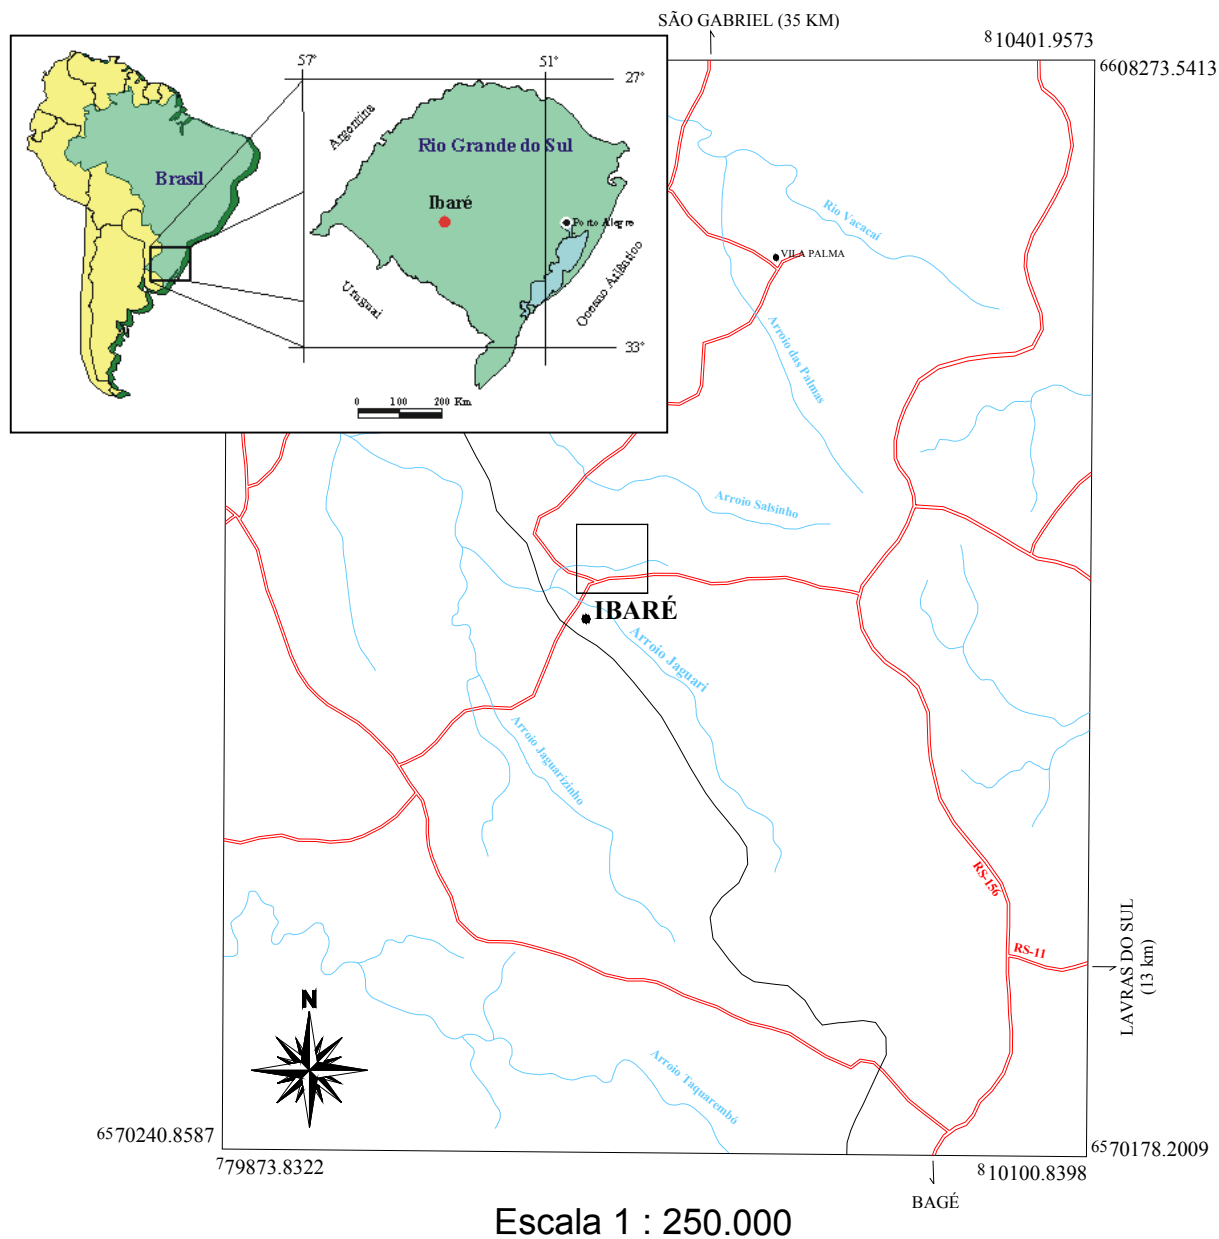 SÃO GABRIEL (35 KM)
810401.9573
6608273.5413
57°
51°
27°
Argentina
Rio Grande do Sul
Brasil
Ibaré
Porto Alegre
Uruguai
Oceano Atlântico
33°
0 100 200 Km
Rio Vacacaí
VILA PALMA
Arroio das Palmas
Arroio Salsinho
IBARÉ
Arroio Jaguari
Arroio Jaguarizinho
RS-156
RS-11
LAVRAS DO SUL
(13 km)
N
Arroio Taquarembó
6570240.8587
779873.8322
6570178.2009
810100.8398
BAGÉ
Escala 1 : 250.000